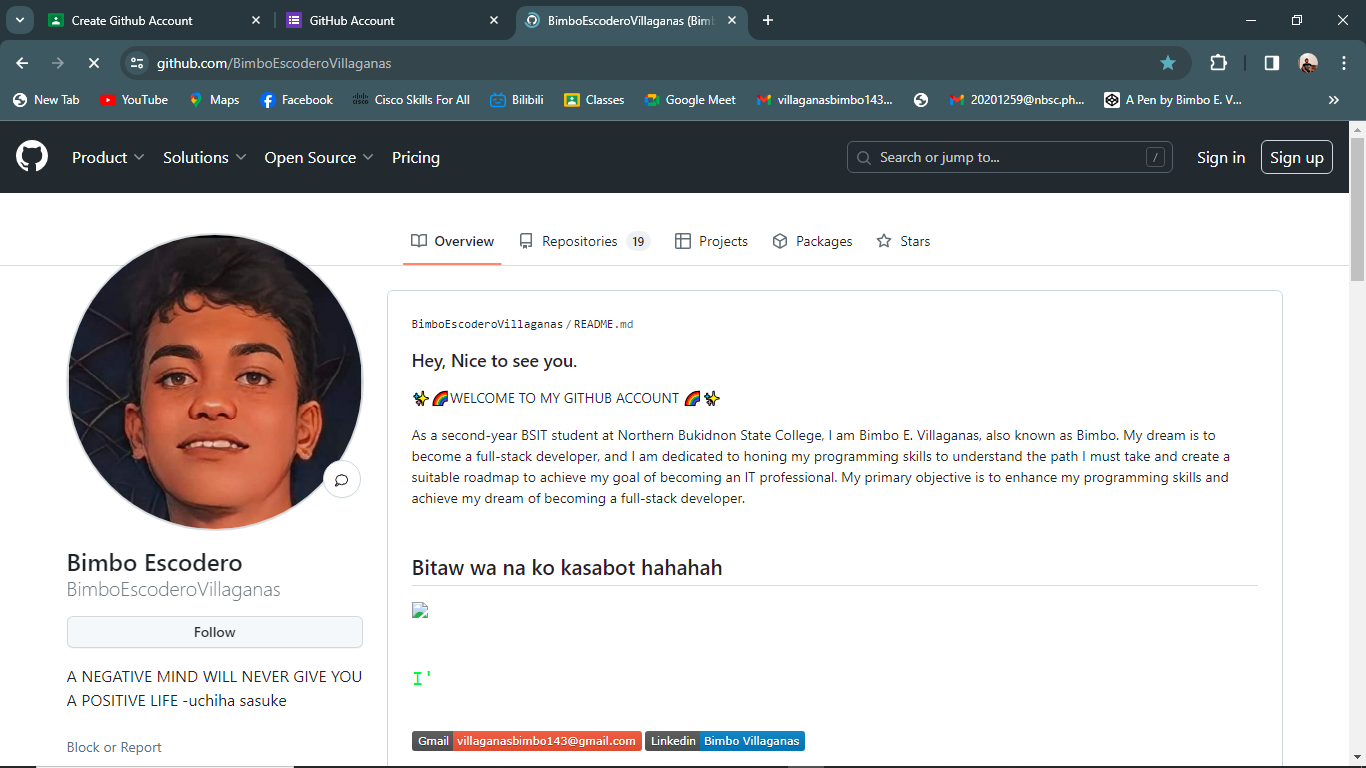 Create Github Account
GitHub Account
BimboEscoderoVillaganas (Bim
github.com/BimboEscoderoVillaganas
New Tab
YouTube
Maps
Facebook
Cisco Skills For All
Bilibili
Classes
Google Meet
villaganasbimbo143...
20201259@nbsc.ph...
A Pen by Bimbo E. V...
Product
Solutions
Open Source
Pricing
Search or jump to...
/
Sign in
Sign up
Overview
Repositories 19
Projects
Packages
Stars
BimboEscoderoVillaganas / README.md
Hey, Nice to see you.
✨🌈WELCOME TO MY GITHUB ACCOUNT 🌈✨
As a second-year BSIT student at Northern Bukidnon State College, I am Bimbo E. Villaganas, also known as Bimbo. My dream is to
become a full-stack developer, and I am dedicated to honing my programming skills to understand the path I must take and create a
suitable roadmap to achieve my goal of becoming an IT professional. My primary objective is to enhance my programming skills and
achieve my dream of becoming a full-stack developer.
Bitaw wa na ko kasabot hahahah
I'
Gmail villaganasbimbo143@gmail.com
Linkedin Bimbo Villaganas
Bimbo Escodero
BimboEscoderoVillaganas
Follow
A NEGATIVE MIND WILL NEVER GIVE YOU
A POSITIVE LIFE -uchiha sasuke
Block or Report